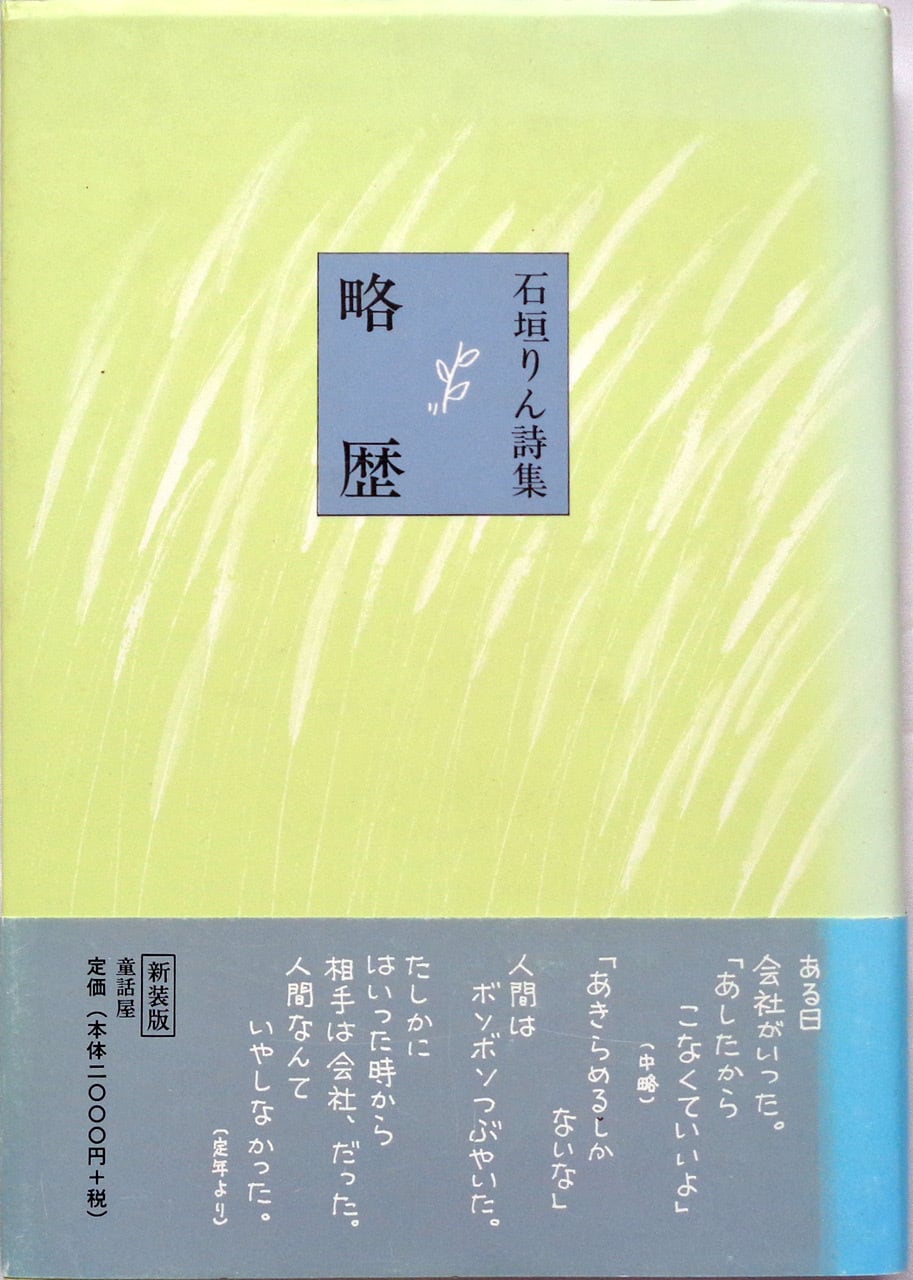 石垣りん詩集
略歴
ある日
会社がいった。
「あしたから
こなくていいよ」
(中略)
「あきらめるしか
ないな」
人間は
ボソボソつぶやいた。
たしかに
はいった時から
相手は会社、だった。
人間なんて
いやしなかった。
(定年より)
新装版
童話屋
定価(本体二〇〇〇円+税)